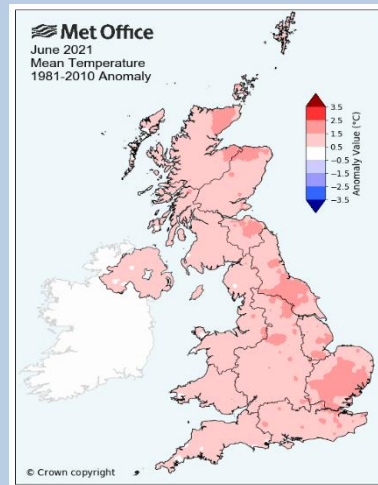 Met Office
June 2021
Mean Temperature
1981-2010 Anomaly
3.5
2.5
1.5
0.5
−0.5
−1.5
−2.5
−3.5
Anomaly Value (°C)
© Crown copyright